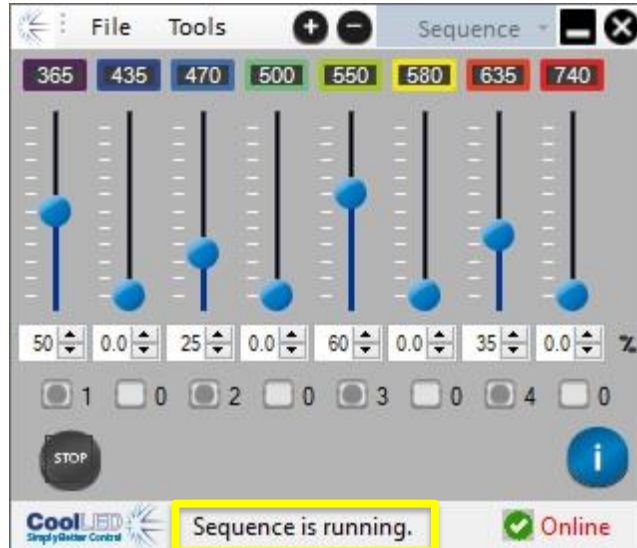 File Tools + − Sequence
365 435 470 500 550 580 635 740
50 0.0 25 0.0 60 0.0 35 0.0 %
1 0 2 0 3 0 4 0
STOP i
CoolLED Sequence is running. Online
Simply Better Control